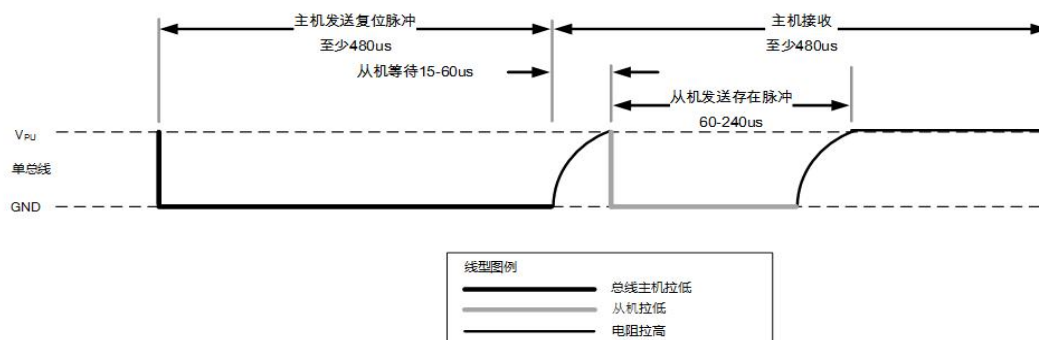 主机发送复位脉冲
至少480us
主机接收
至少480us
从机等待15-60us
从机发送存在脉冲
60-240us
VPU
单总线
GND
线型图例
总线主机拉低
从机拉低
电阻拉高